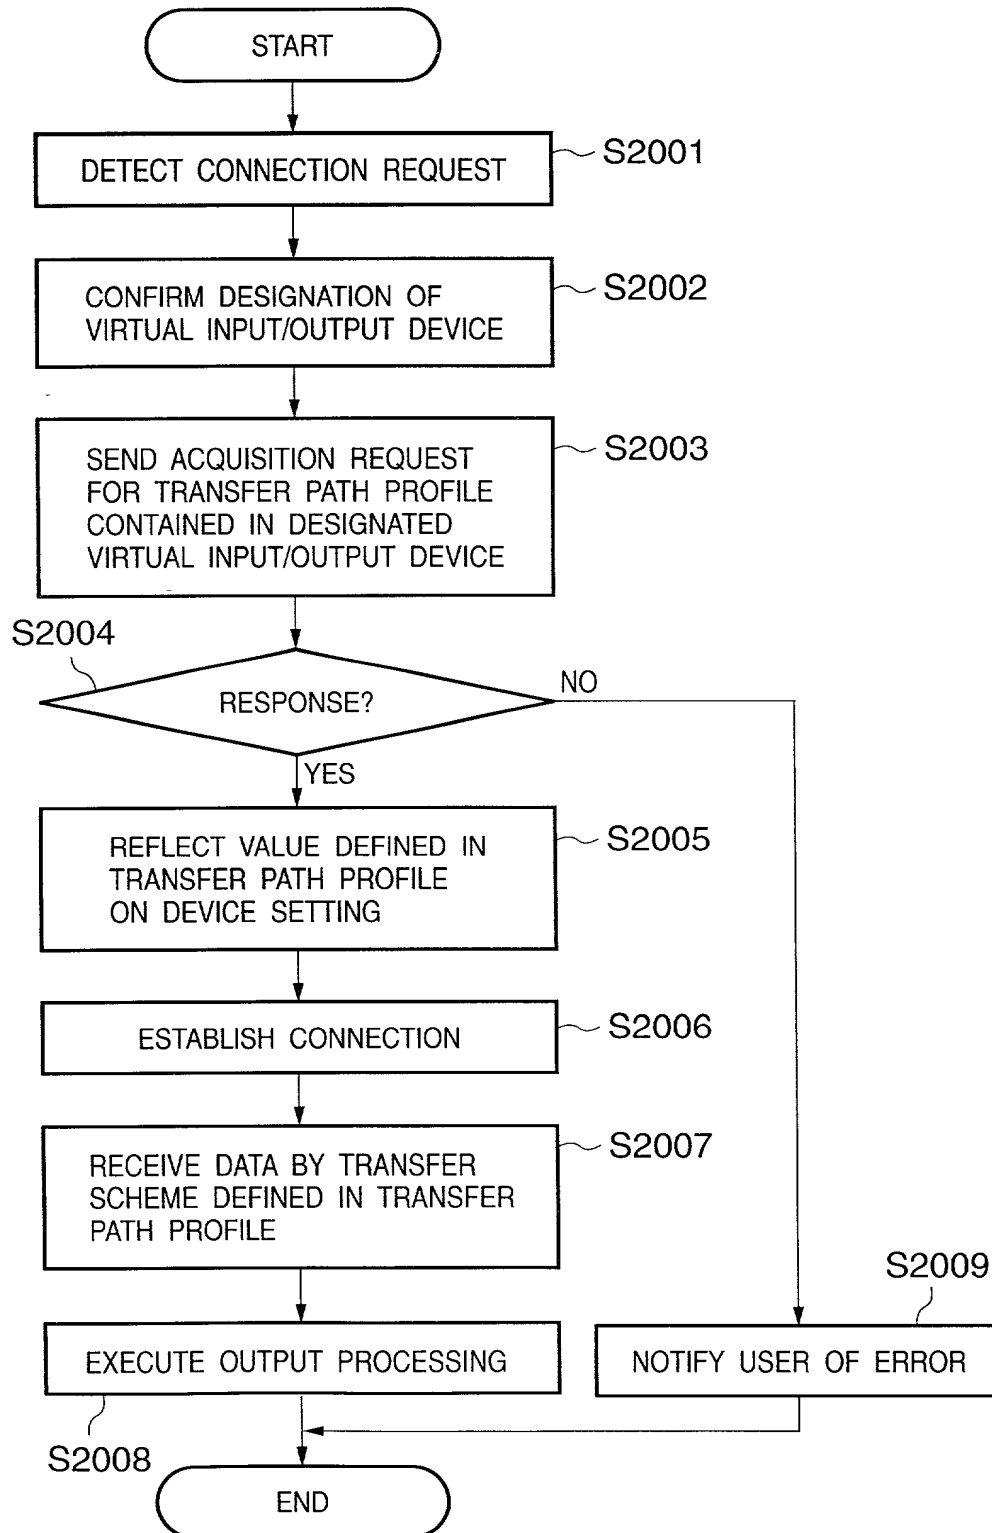 START
DETECT CONNECTION REQUEST
S2001
CONFIRM DESIGNATION OF
VIRTUAL INPUT/OUTPUT DEVICE
S2002
SEND ACQUISITION REQUEST
FOR TRANSFER PATH PROFILE
CONTAINED IN DESIGNATED
VIRTUAL INPUT/OUTPUT DEVICE
S2003
S2004
RESPONSE?
NO
YES
REFLECT VALUE DEFINED IN
TRANSFER PATH PROFILE
ON DEVICE SETTING
S2005
ESTABLISH CONNECTION
S2006
RECEIVE DATA BY TRANSFER
SCHEME DEFINED IN TRANSFER
PATH PROFILE
S2007
S2009
EXECUTE OUTPUT PROCESSING
NOTIFY USER OF ERROR
S2008
END